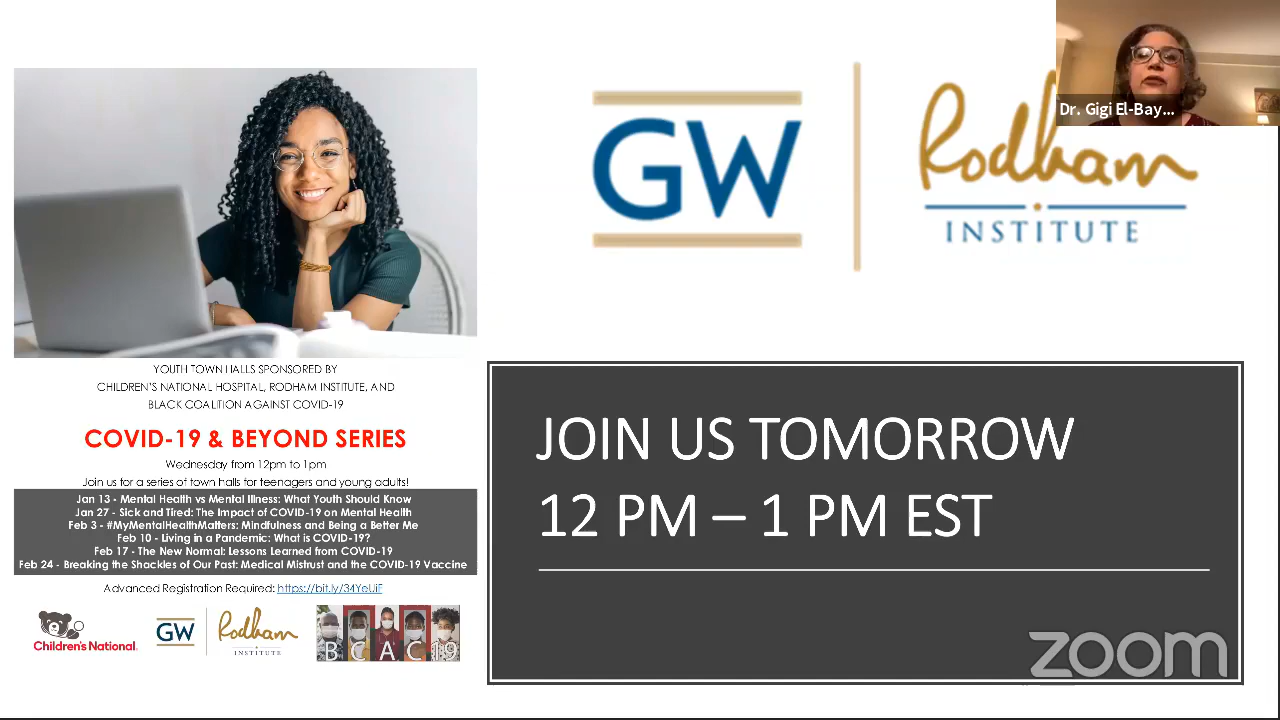 GW
Rodham
INSTITUTE
Dr. Gigi El-Bay...
YOUTH TOWN HALLS SPONSORED BY
CHILDREN'S NATIONAL HOSPITAL, RODHAM INSTITUTE, AND
BLACK COALITION AGAINST COVID-19
COVID-19 & BEYOND SERIES
Wednesday from 12pm to 1pm
Join us for a series of town halls for teenagers and young adults!
Jan 13 - Mental Health vs Mental Illness: What Youth Should Know
Jan 27 - Sick and Tired: The Impact of COVID-19 on Mental Health
Feb 3 - #MyMentalHealthMatters: Mindfulness and Being a Better Me
Feb 10 - Living in a Pandemic: What is COVID-19?
Feb 17 - The New Normal: Lessons Learned from COVID-19
Feb 24 - Breaking the Shackles of Our Past: Medical Mistrust and the COVID-19 Vaccine
Advanced Registration Required: https://bit.ly/34YeUiF
Children's National.
GW
Rodham
INSTITUTE
BCAC19
JOIN US TOMORROW
12 PM – 1 PM EST
zoom